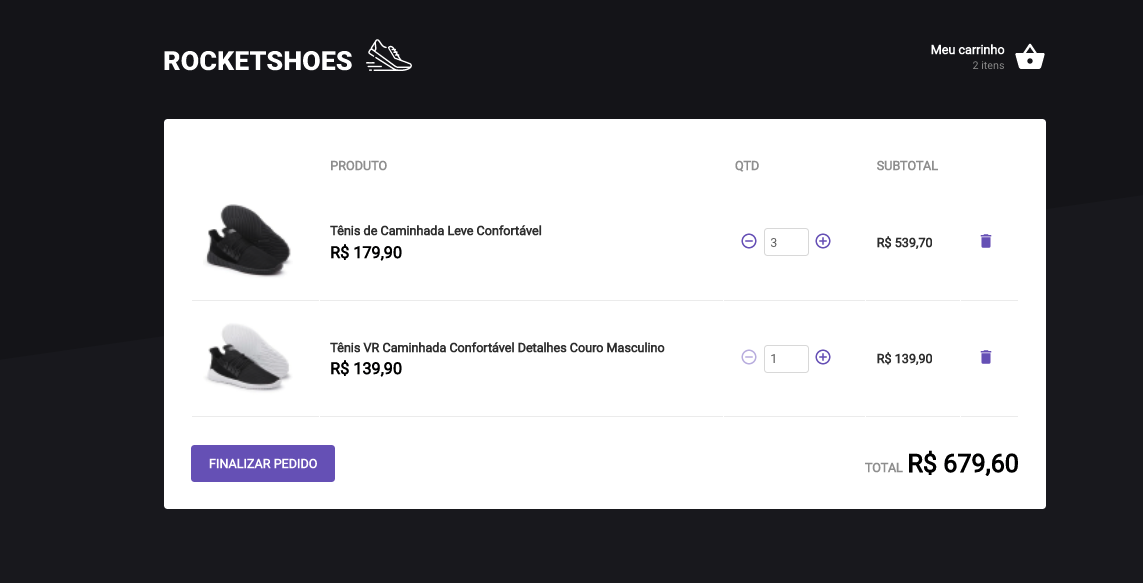 ROCKETSHOES
Meu carrinho
2 itens
PRODUTO QTD SUBTOTAL
Tênis de Caminhada Leve Confortável
R$ 179,90
3
R$ 539,70
Tênis VR Caminhada Confortável Detalhes Couro Masculino
R$ 139,90
1
R$ 139,90
FINALIZAR PEDIDO
TOTAL R$ 679,60